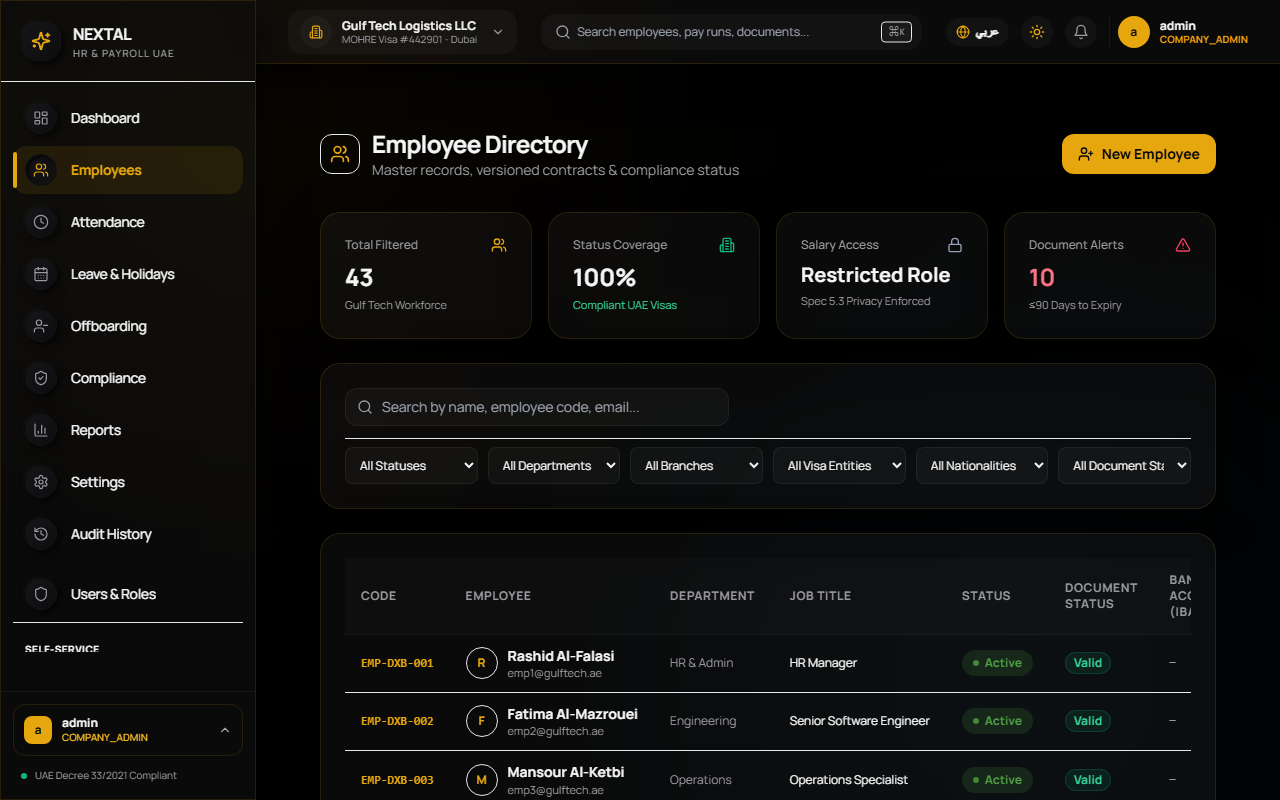 NEXTAL
HR & PAYROLL UAE
Gulf Tech Logistics LLC
MOHRE Visa #442901 - Dubai
Search employees, pay runs, documents...
⌘K
عربي
a
admin
COMPANY_ADMIN
Dashboard
Employees
Attendance
Leave & Holidays
Offboarding
Compliance
Reports
Settings
Audit History
Users & Roles
SELF-SERVICE
a
admin
COMPANY_ADMIN
UAE Decree 33/2021 Compliant
Employee Directory
Master records, versioned contracts & compliance status
New Employee
Total Filtered
43
Gulf Tech Workforce
Status Coverage
100%
Compliant UAE Visas
Salary Access
Restricted Role
Spec 5.3 Privacy Enforced
Document Alerts
10
≤90 Days to Expiry
Search by name, employee code, email...
All Statuses
All Departments
All Branches
All Visa Entities
All Nationalities
All Document Sta
CODE
EMPLOYEE
DEPARTMENT
JOB TITLE
STATUS
DOCUMENT
STATUS
EMP-DXB-001
R
Rashid Al-Falasi
emp1@gulftech.ae
HR & Admin
HR Manager
Active
Valid
–
EMP-DXB-002
F
Fatima Al-Mazrouei
emp2@gulftech.ae
Engineering
Senior Software Engineer
Active
Valid
–
EMP-DXB-003
M
Mansour Al-Ketbi
emp3@gulftech.ae
Operations
Operations Specialist
Active
Valid
–